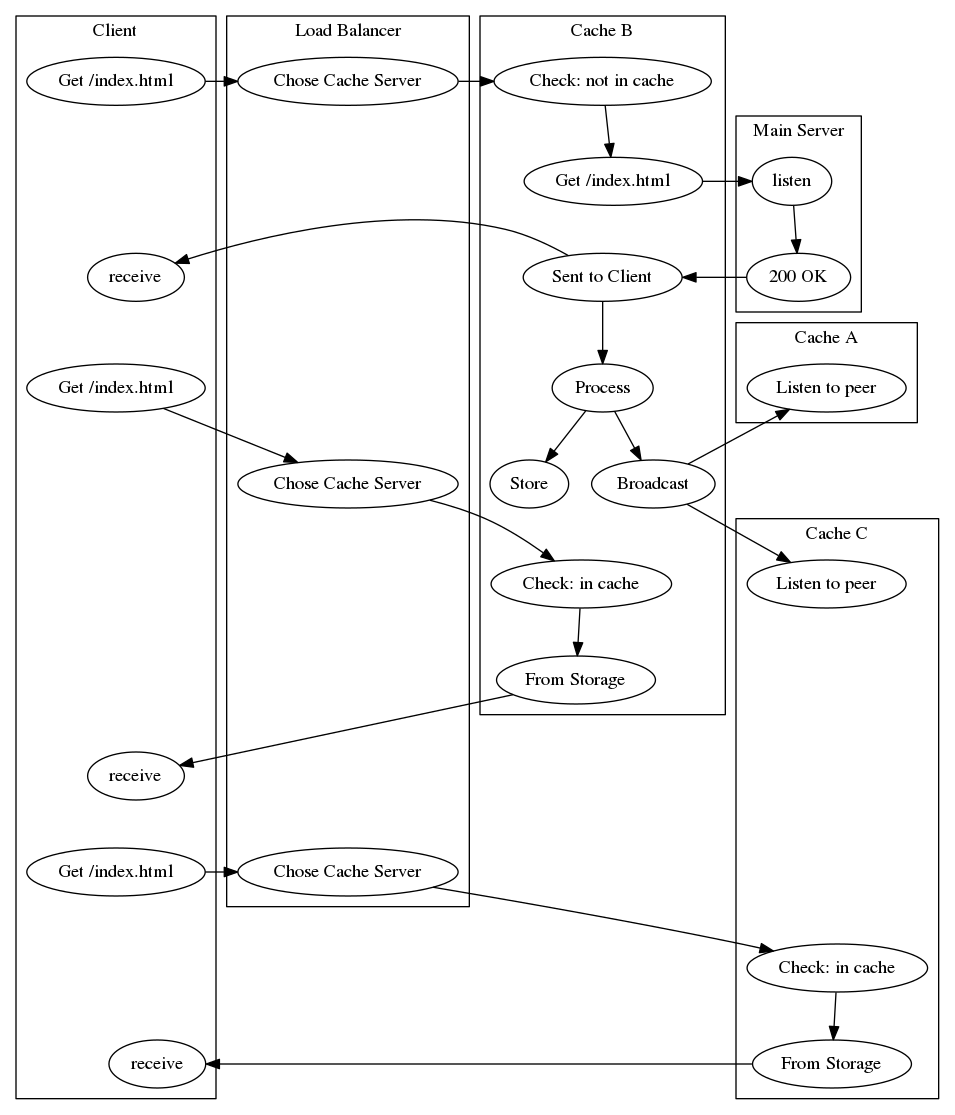 Client
Load Balancer
Cache B
Get /index.html
Chose Cache Server
Check: not in cache
Main Server
Get /index.html
listen
receive
Sent to Client
200 OK
Cache A
Get /index.html
Process
Listen to peer
Chose Cache Server
Store
Broadcast
Cache C
Check: in cache
Listen to peer
From Storage
receive
Get /index.html
Chose Cache Server
Check: in cache
receive
From Storage